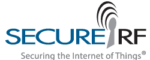 SECURE RF
Securing the Internet of Things®